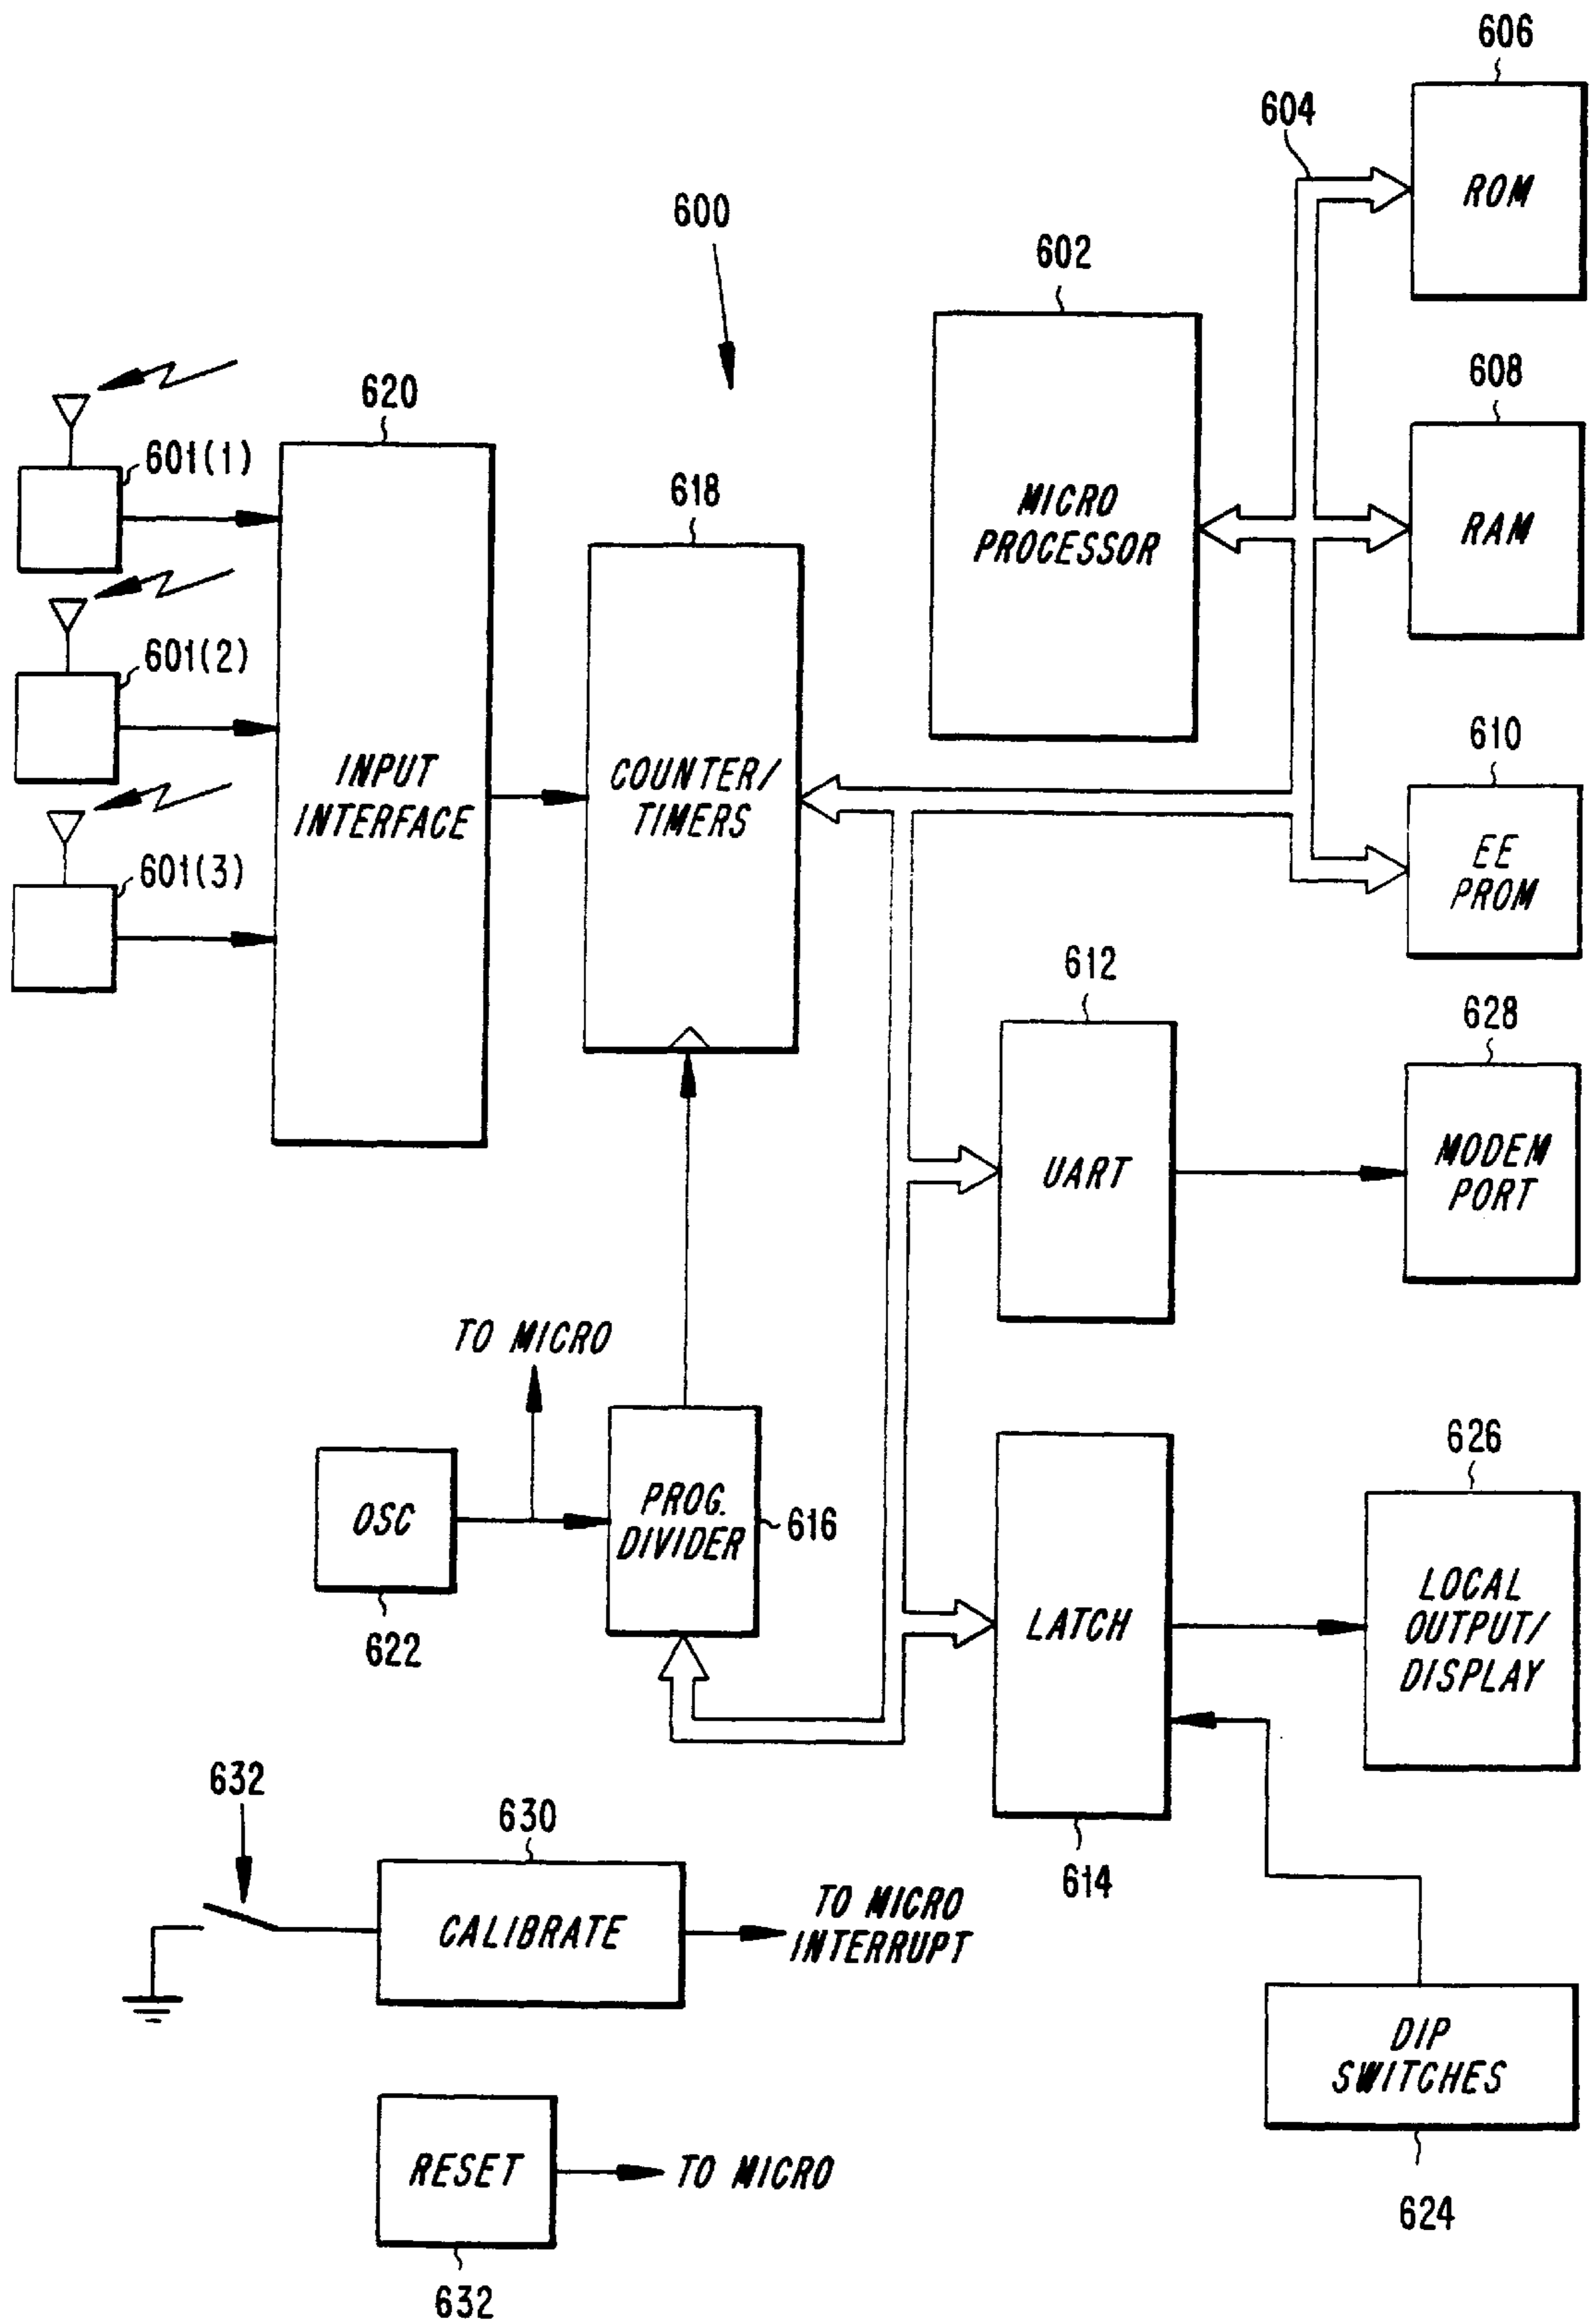 606
604
ROM
600
602
620
608
601(1)
618
MICRO
PROCESSOR
RAM
601(2)
610
INPUT
INTERFACE
COUNTER/
TIMERS
EE
PROM
601(3)
612
628
UART
MODEM
PORT
TO MICRO
626
OSC
PROG.
DIVIDER
616
622
LATCH
LOCAL
OUTPUT/
DISPLAY
632
630
614
CALIBRATE
TO MICRO
INTERRUPT
DIP
SWITCHES
RESET
TO MICRO
624
632